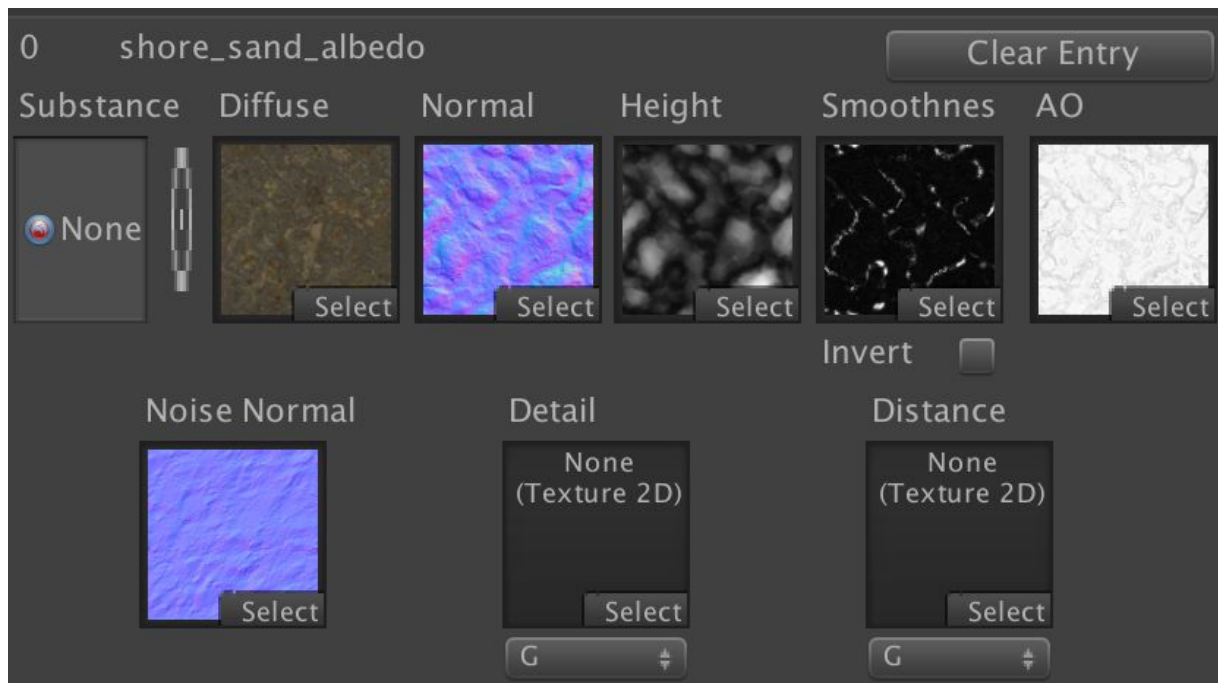 0 shore_sand_albedo Clear Entry
Substance Diffuse Normal Height Smoothnes AO
None Select Select Select Select Select
Invert
Noise Normal Detail Distance
None None
(Texture 2D) (Texture 2D)
Select Select Select
G G